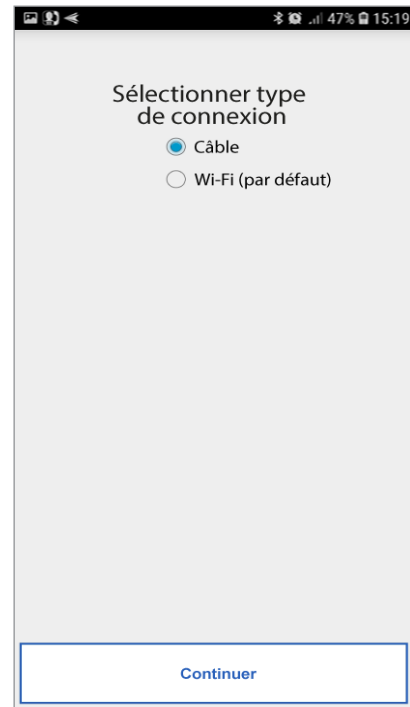 47% 15:19
Sélectionner type
de connexion
Câble
Wi-Fi (par défaut)
Continuer